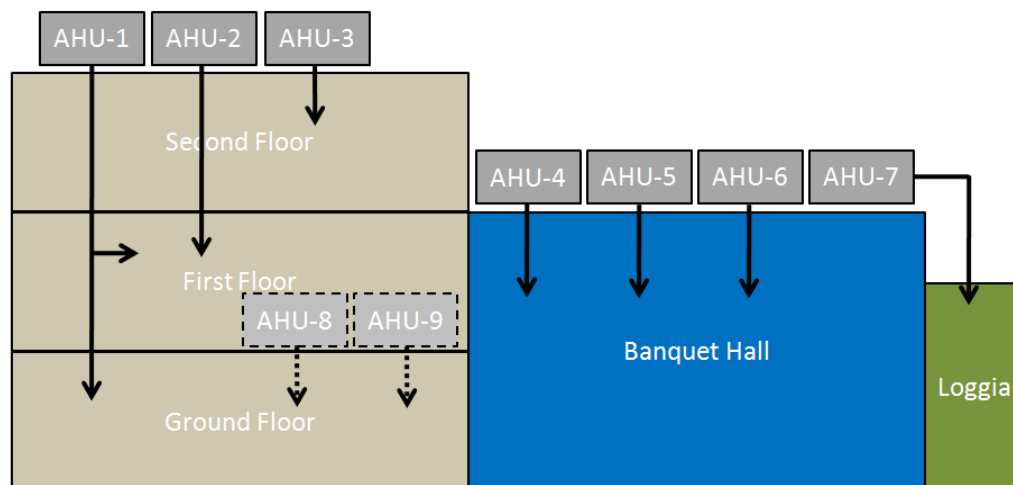 AHU-1
AHU-2
AHU-3
Second Floor
AHU-4
AHU-5
AHU-6
AHU-7
First Floor
AHU-8
AHU-9
Banquet Hall
Loggia
Ground Floor